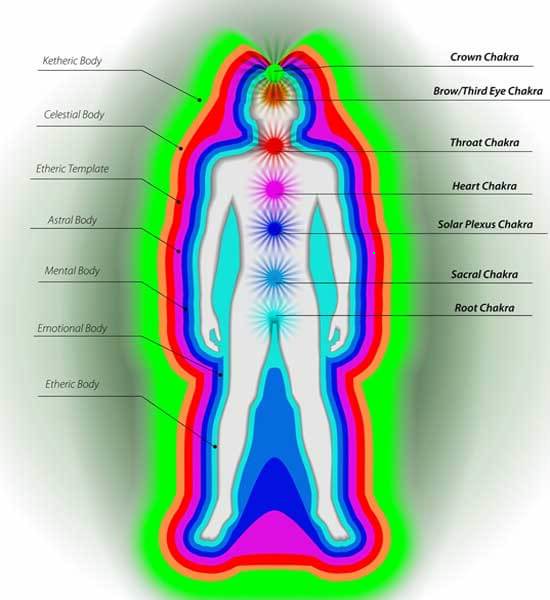 Ketheric Body
Celestial Body
Etheric Template
Astral Body
Mental Body
Emotional Body
Etheric Body
Crown Chakra
Brow/Third Eye Chakra
Throat Chakra
Heart Chakra
Solar Plexus Chakra
Sacral Chakra
Root Chakra